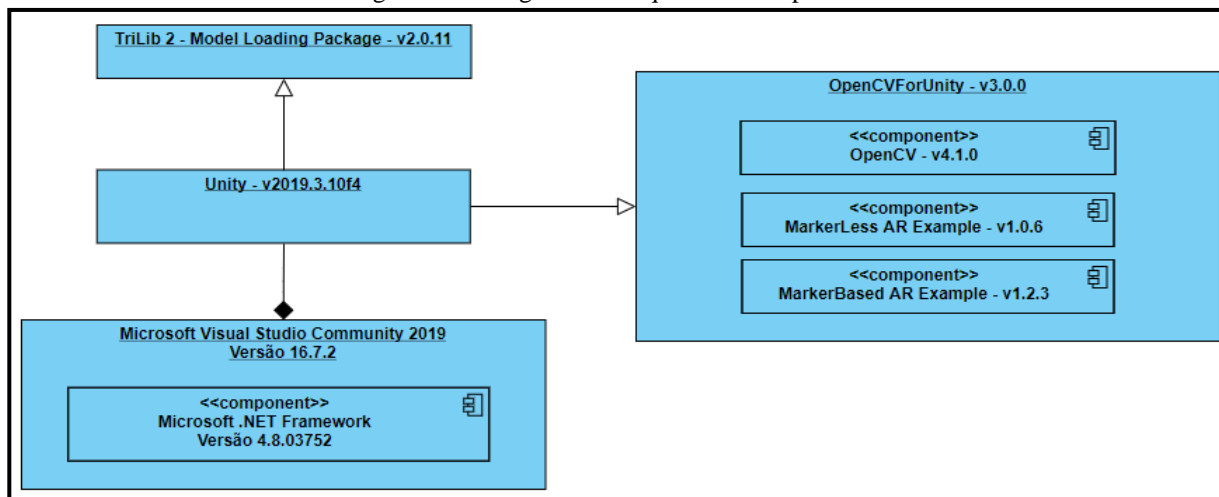 TriLib 2 - Model Loading Package - v2.0.11
OpenCVForUnity - v3.0.0
<<component>>
OpenCV - v4.1.0
Unity - v2019.3.10f4
<<component>>
MarkerLess AR Example - v1.0.6
<<component>>
MarkerBased AR Example - v1.2.3
Microsoft Visual Studio Community 2019
Versão 16.7.2
<<component>>
Microsoft .NET Framework
Versão 4.8.03752